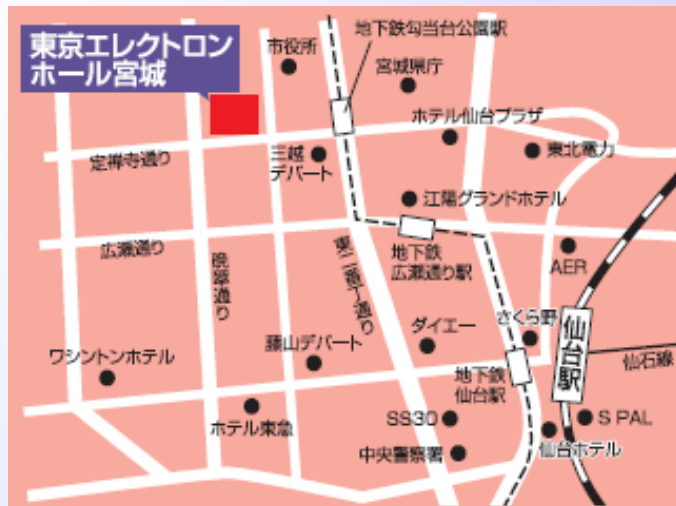 東京エレクトロン
ホール宮城
市役所
地下鉄勾当台公園駅
宮城県庁
ホテル仙台プラザ
東北電力
定禅寺通り
三越
デパート
江陽グランドホテル
広瀬通り
晩翠通り
東二番丁通り
地下鉄
広瀬通り駅
AER
ワシントンホテル
藤山デパート
ダイエー
さくら野
仙台駅
仙石線
地下鉄
仙台駅
ホテル東急
SS30
中央警察署
S PAL
仙台ホテル